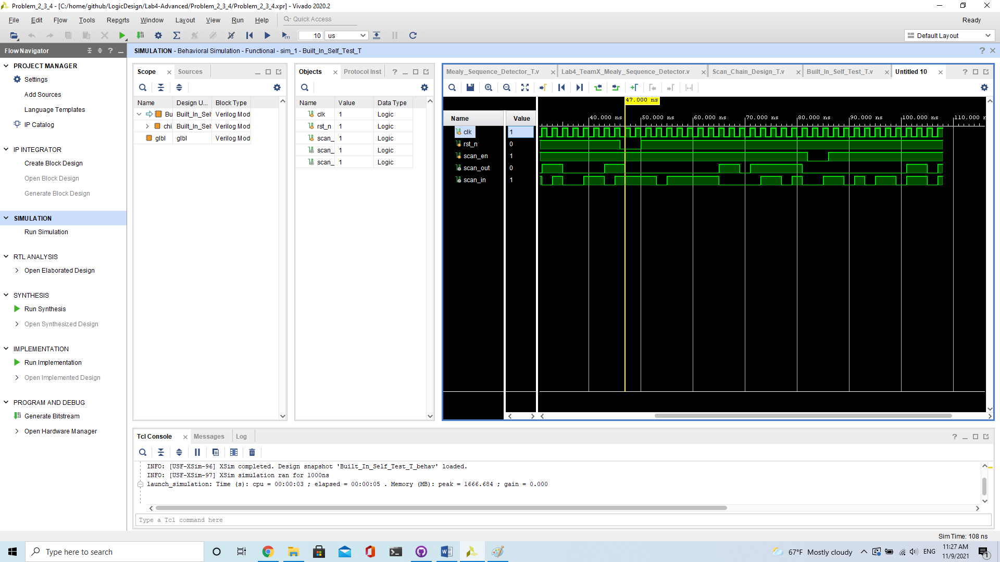 Problem_2_3_4 - [C:/home/github/LogicDesign/Lab4-Advanced/Problem_2_3_4/Problem_2_3_4.xpr] - Vivado 2020.2
File Edit Flow Tools Reports Window Layout View Run Help Quick Access Ready
10 us Default Layout
Flow Navigator
SIMULATION - Behavioral Simulation - Functional - sim_1 - Built_In_Self_Test_T
PROJECT MANAGER
Settings
Add Sources
Language Templates
IP Catalog
IP INTEGRATOR
Create Block Design
Open Block Design
Generate Block Design
SIMULATION
Run Simulation
RTL ANALYSIS
Open Elaborated Design
SYNTHESIS
Run Synthesis
Open Synthesized Design
IMPLEMENTATION
Run Implementation
Open Implemented Design
PROGRAM AND DEBUG
Generate Bitstream
Open Hardware Manager
Scope Sources
Name Design U... Block Type
Bu Built_In_Sel Verilog Mod
chi Built_In_Sel Verilog Mod
glbl glbl Verilog Mod
Objects Protocol Inst
Name Value Data Type
clk 1 Logic
rst_n 1 Logic
scan_ 1 Logic
scan_ 1 Logic
scan_ 1 Logic
Mealy_Sequence_Detector_T.v Lab4_TeamX_Mealy_Sequence_Detector.v Scan_Chain_Design_T.v Built_In_Self_Test_T.v Untitled 10
47.000 ns
40.000 ns 50.000 ns 60.000 ns 70.000 ns 80.000 ns 90.000 ns 100.000 ns 110.000 n
Name Value
clk 1
rst_n 0
scan_en 1
scan_out 0
scan_in 1
Tcl Console Messages Log
INFO: [USF-XSim-96] XSim completed. Design snapshot 'Built_In_Self_Test_T_behav' loaded.
INFO: [USF-XSim-97] XSim simulation ran for 1000ns
launch_simulation: Time (s): cpu = 00:00:03 ; elapsed = 00:00:05 . Memory (MB): peak = 1666.684 ; gain = 0.000
Type a Tcl command here
Sim Time: 108 ns
Type here to search
67°F Mostly cloudy ENG 11:27 AM
11/9/2021
1